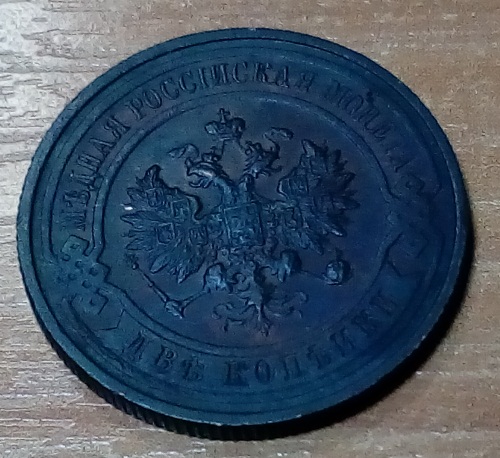 МѢДНАЯ РОССІЙСКАЯ МОНЕТА
ДВѢ КОПѢЙКИ